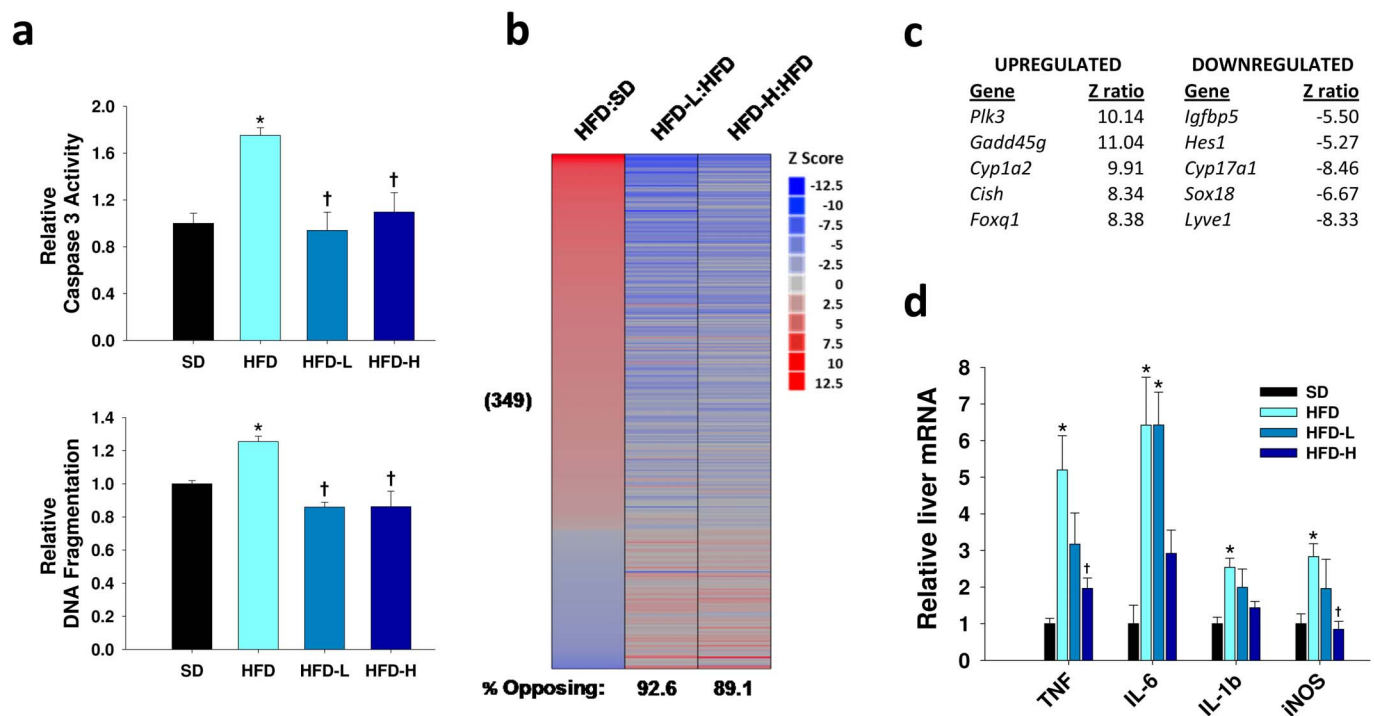 a
Relative
Caspase 3 Activity
2.0
1.6
1.2
0.8
0.4
0.0
*
†
†
SD HFD HFD-L HFD-H
Relative
DNA Fragmentation
1.4
1.2
1.0
0.8
0.6
0.4
0.2
0.0
*
†
†
SD HFD HFD-L HFD-H
b
HFD:SD
HFD-L:HFD
HFD-H:HFD
(349)
Z Score
-12.5
-10
-7.5
-5
-2.5
0
2.5
5
7.5
10
12.5
% Opposing: 92.6 89.1
c
UPREGULATED DOWNREGULATED
Gene Z ratio Gene Z ratio
Plk3 10.14 Igfbp5 -5.50
Gadd45g 11.04 Hes1 -5.27
Cyp1a2 9.91 Cyp17a1 -8.46
Cish 8.34 Sox18 -6.67
Foxq1 8.38 Lyve1 -8.33
d
Relative liver mRNA
8
7
6
5
4
3
2
1
0
* † * * * * †
SD
HFD
HFD-L
HFD-H
TNF IL-6 IL-1b iNOS